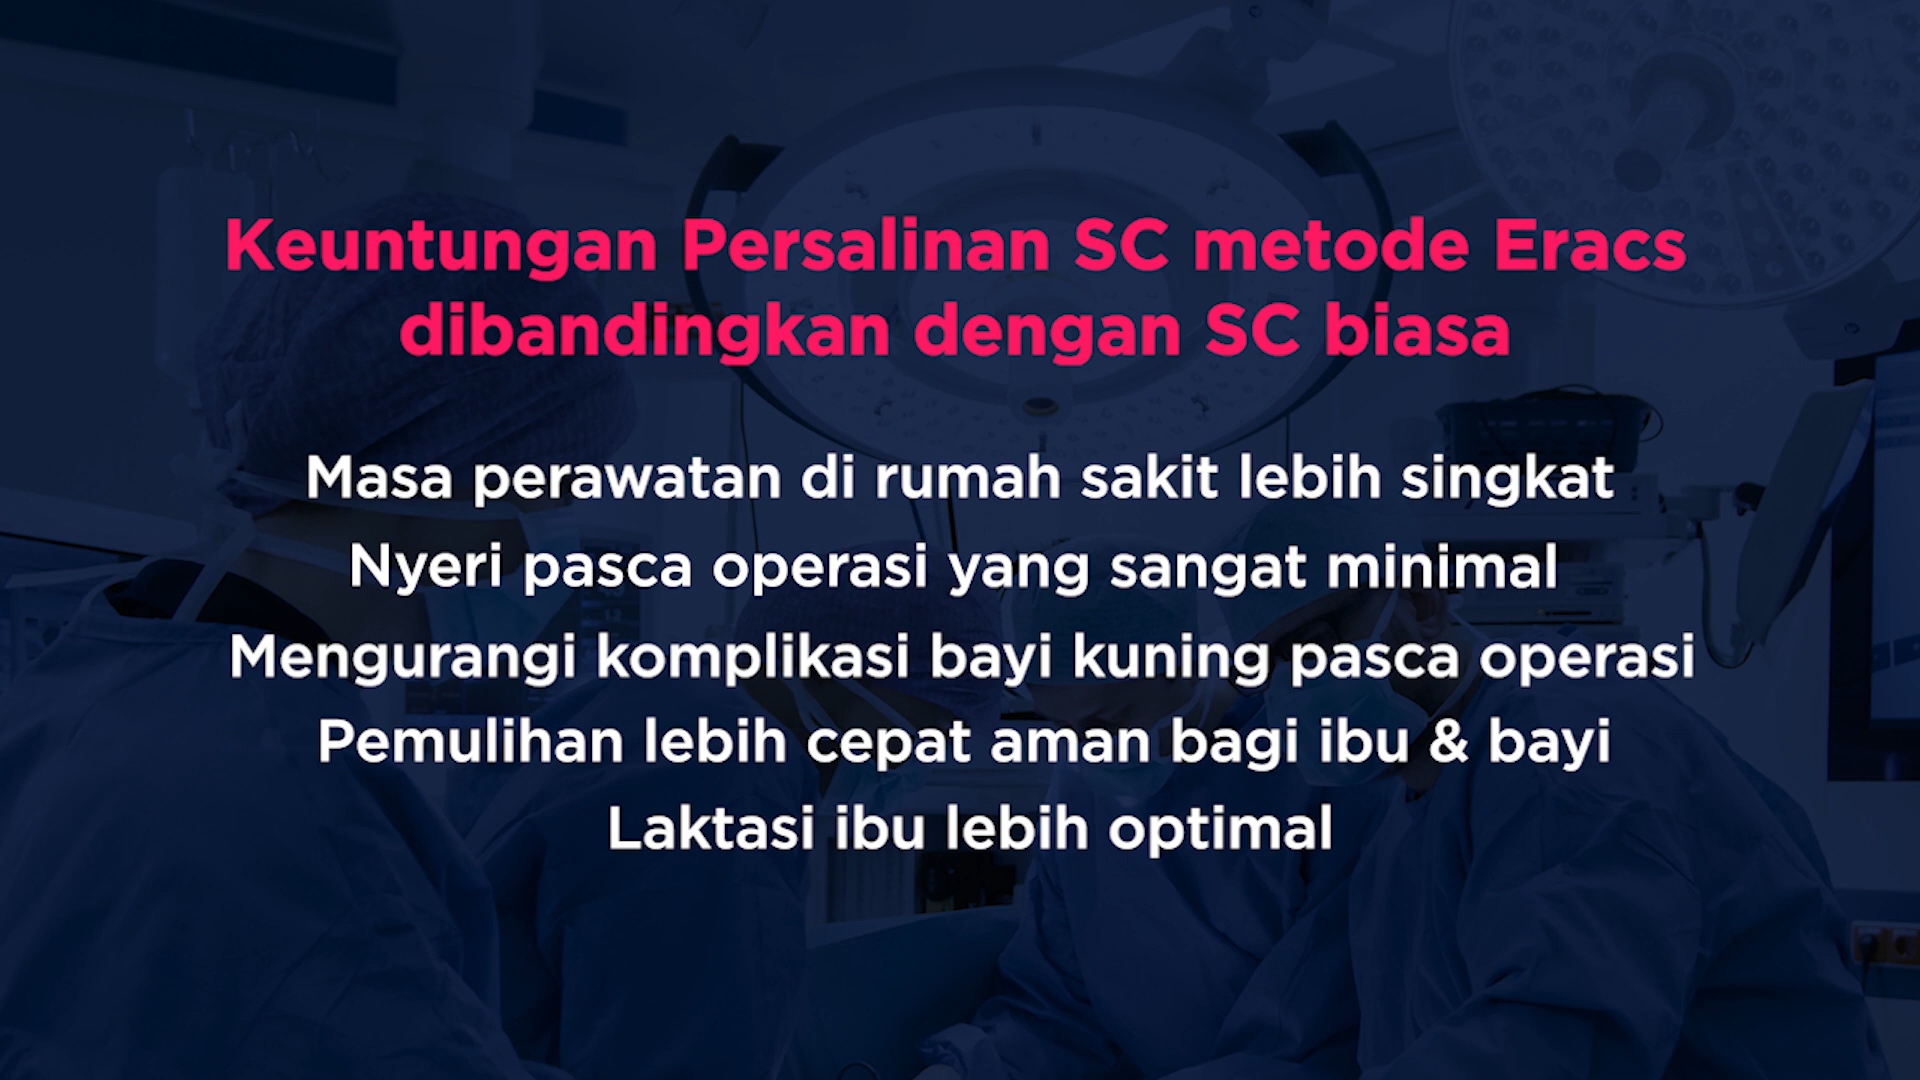 Keuntungan Persalinan SC metode Eracs
dibandingkan dengan SC biasa
Masa perawatan di rumah sakit lebih singkat
Nyeri pasca operasi yang sangat minimal
Mengurangi komplikasi bayi kuning pasca operasi
Pemulihan lebih cepat aman bagi ibu & bayi
Laktasi ibu lebih optimal